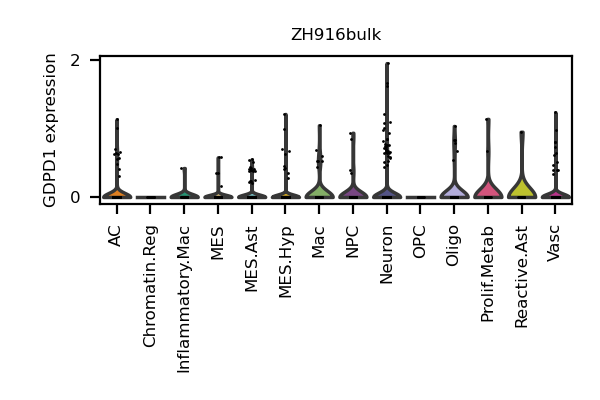 ZH916bulk
GDPD1 expression
2
0
AC
Chromatin.Reg
Inflammatory.Mac
MES
MES.Ast
MES.Hyp
Mac
NPC
Neuron
OPC
Oligo
Prolif.Metab
Reactive.Ast
Vasc